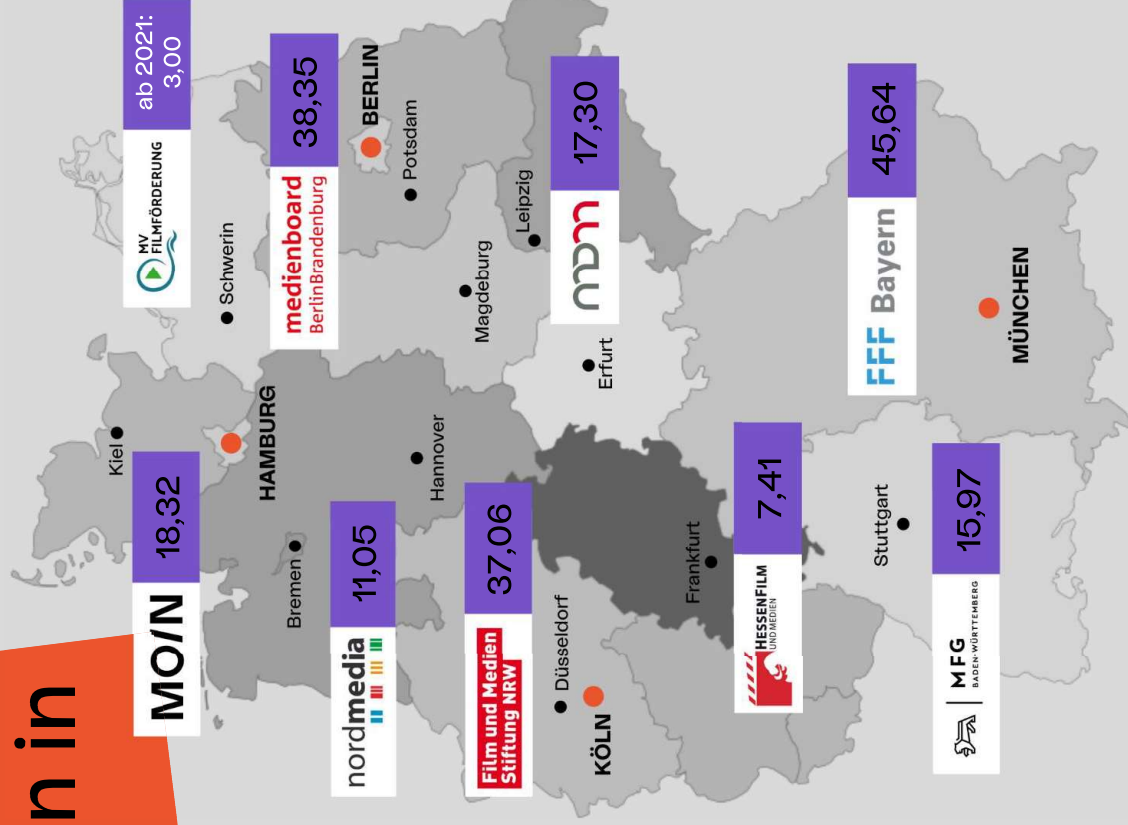 n in
Kiel
MO/N
18,32
HAMBURG
Schwerin
MV
FILMFÖRDERUNG
ab 2021:
3,00
Bremen
nordmedia
11,05
Hannover
medienboard
BerlinBrandenburg
38,35
BERLIN
Potsdam
Magdeburg
Film und Medien
Stiftung NRW
37,06
Düsseldorf
KÖLN
Leipzig
mdm
17,30
Erfurt
Frankfurt
HESSENFILM
UND MEDIEN
7,41
FFF Bayern
45,64
Stuttgart
MFG
BADEN-WÜRTTEMBERG
15,97
MÜNCHEN